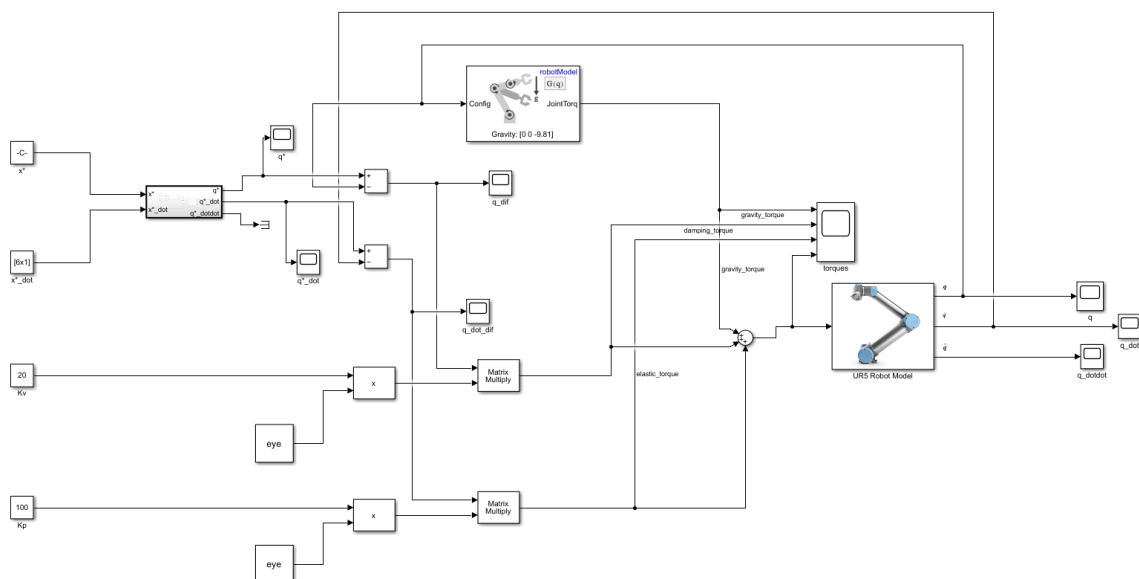 robotModel
G(q)
g
Config
JointTorq
Gravity: [0 0 -9.81]
-C-
x*
q*
x*
x*_dot
q*
q*_dot
q*_dotdot
+
−
q_dif
[6x1]
x*_dot
q*_dot
+
−
gravity_torque
damping_torque
gravity_torque
torques
q_dot_dif
q
q
q_dot
q_dotdot
UR5 Robot Model
elastic_torque
20
Kv
x
Matrix
Multiply
eye
100
Kp
x
Matrix
Multiply
eye